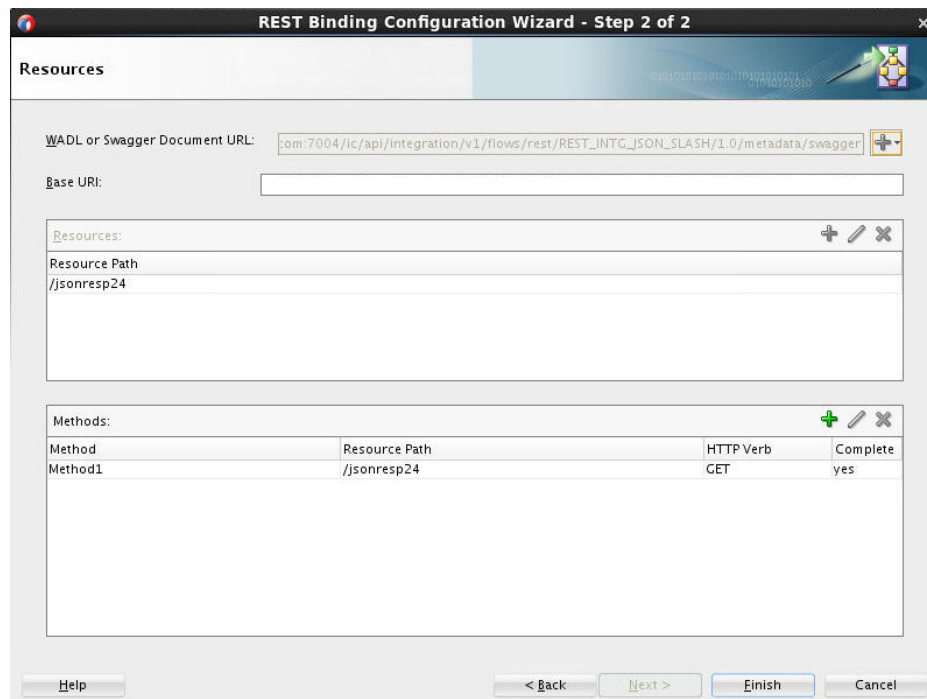 REST Binding Configuration Wizard - Step 2 of 2
Resources
WADL or Swagger Document URL: com:7004/ic/api/integration/v1/flows/rest/REST_INTG_JSON_SLASH/1.0/metadata/swagger
Base URI:
Resources:
Resource Path
/jsonresp24
Methods:
Method Resource Path HTTP Verb Complete
Method1 /jsonresp24 GET yes
Help < Back Next > Finish Cancel